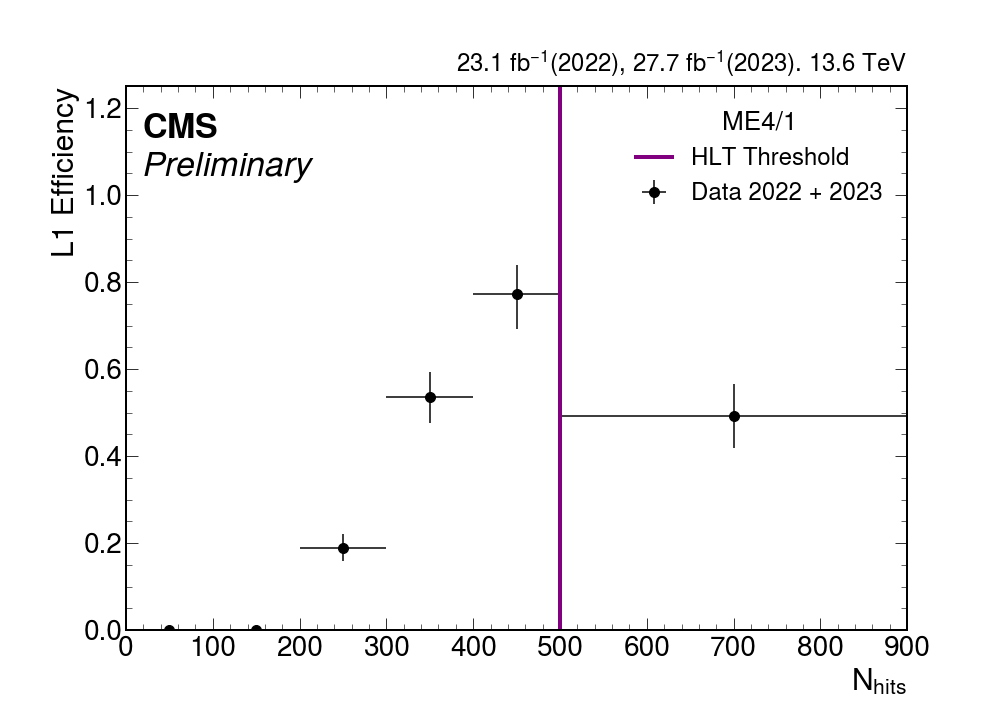 23.1 fb⁻¹(2022), 27.7 fb⁻¹(2023). 13.6 TeV
CMS
Preliminary
ME4/1
HLT Threshold
Data 2022 + 2023
L1 Efficiency
1.2
1.0
0.8
0.6
0.4
0.2
0.0
0 100 200 300 400 500 600 700 800 900
N_hits